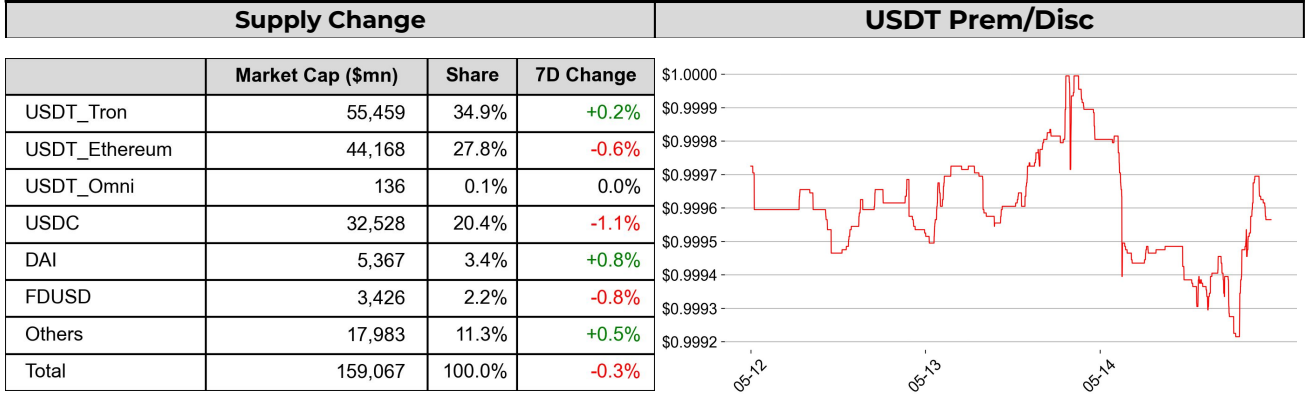 Supply Change
USDT Prem/Disc
Market Cap ($mn) Share 7D Change
USDT_Tron 55,459 34.9% +0.2%
USDT_Ethereum 44,168 27.8% -0.6%
USDT_Omni 136 0.1% 0.0%
USDC 32,528 20.4% -1.1%
DAI 5,367 3.4% +0.8%
FDUSD 3,426 2.2% -0.8%
Others 17,983 11.3% +0.5%
Total 159,067 100.0% -0.3%
$1.0000
$0.9999
$0.9998
$0.9997
$0.9996
$0.9995
$0.9994
$0.9993
$0.9992
05-12
05-13
05-14